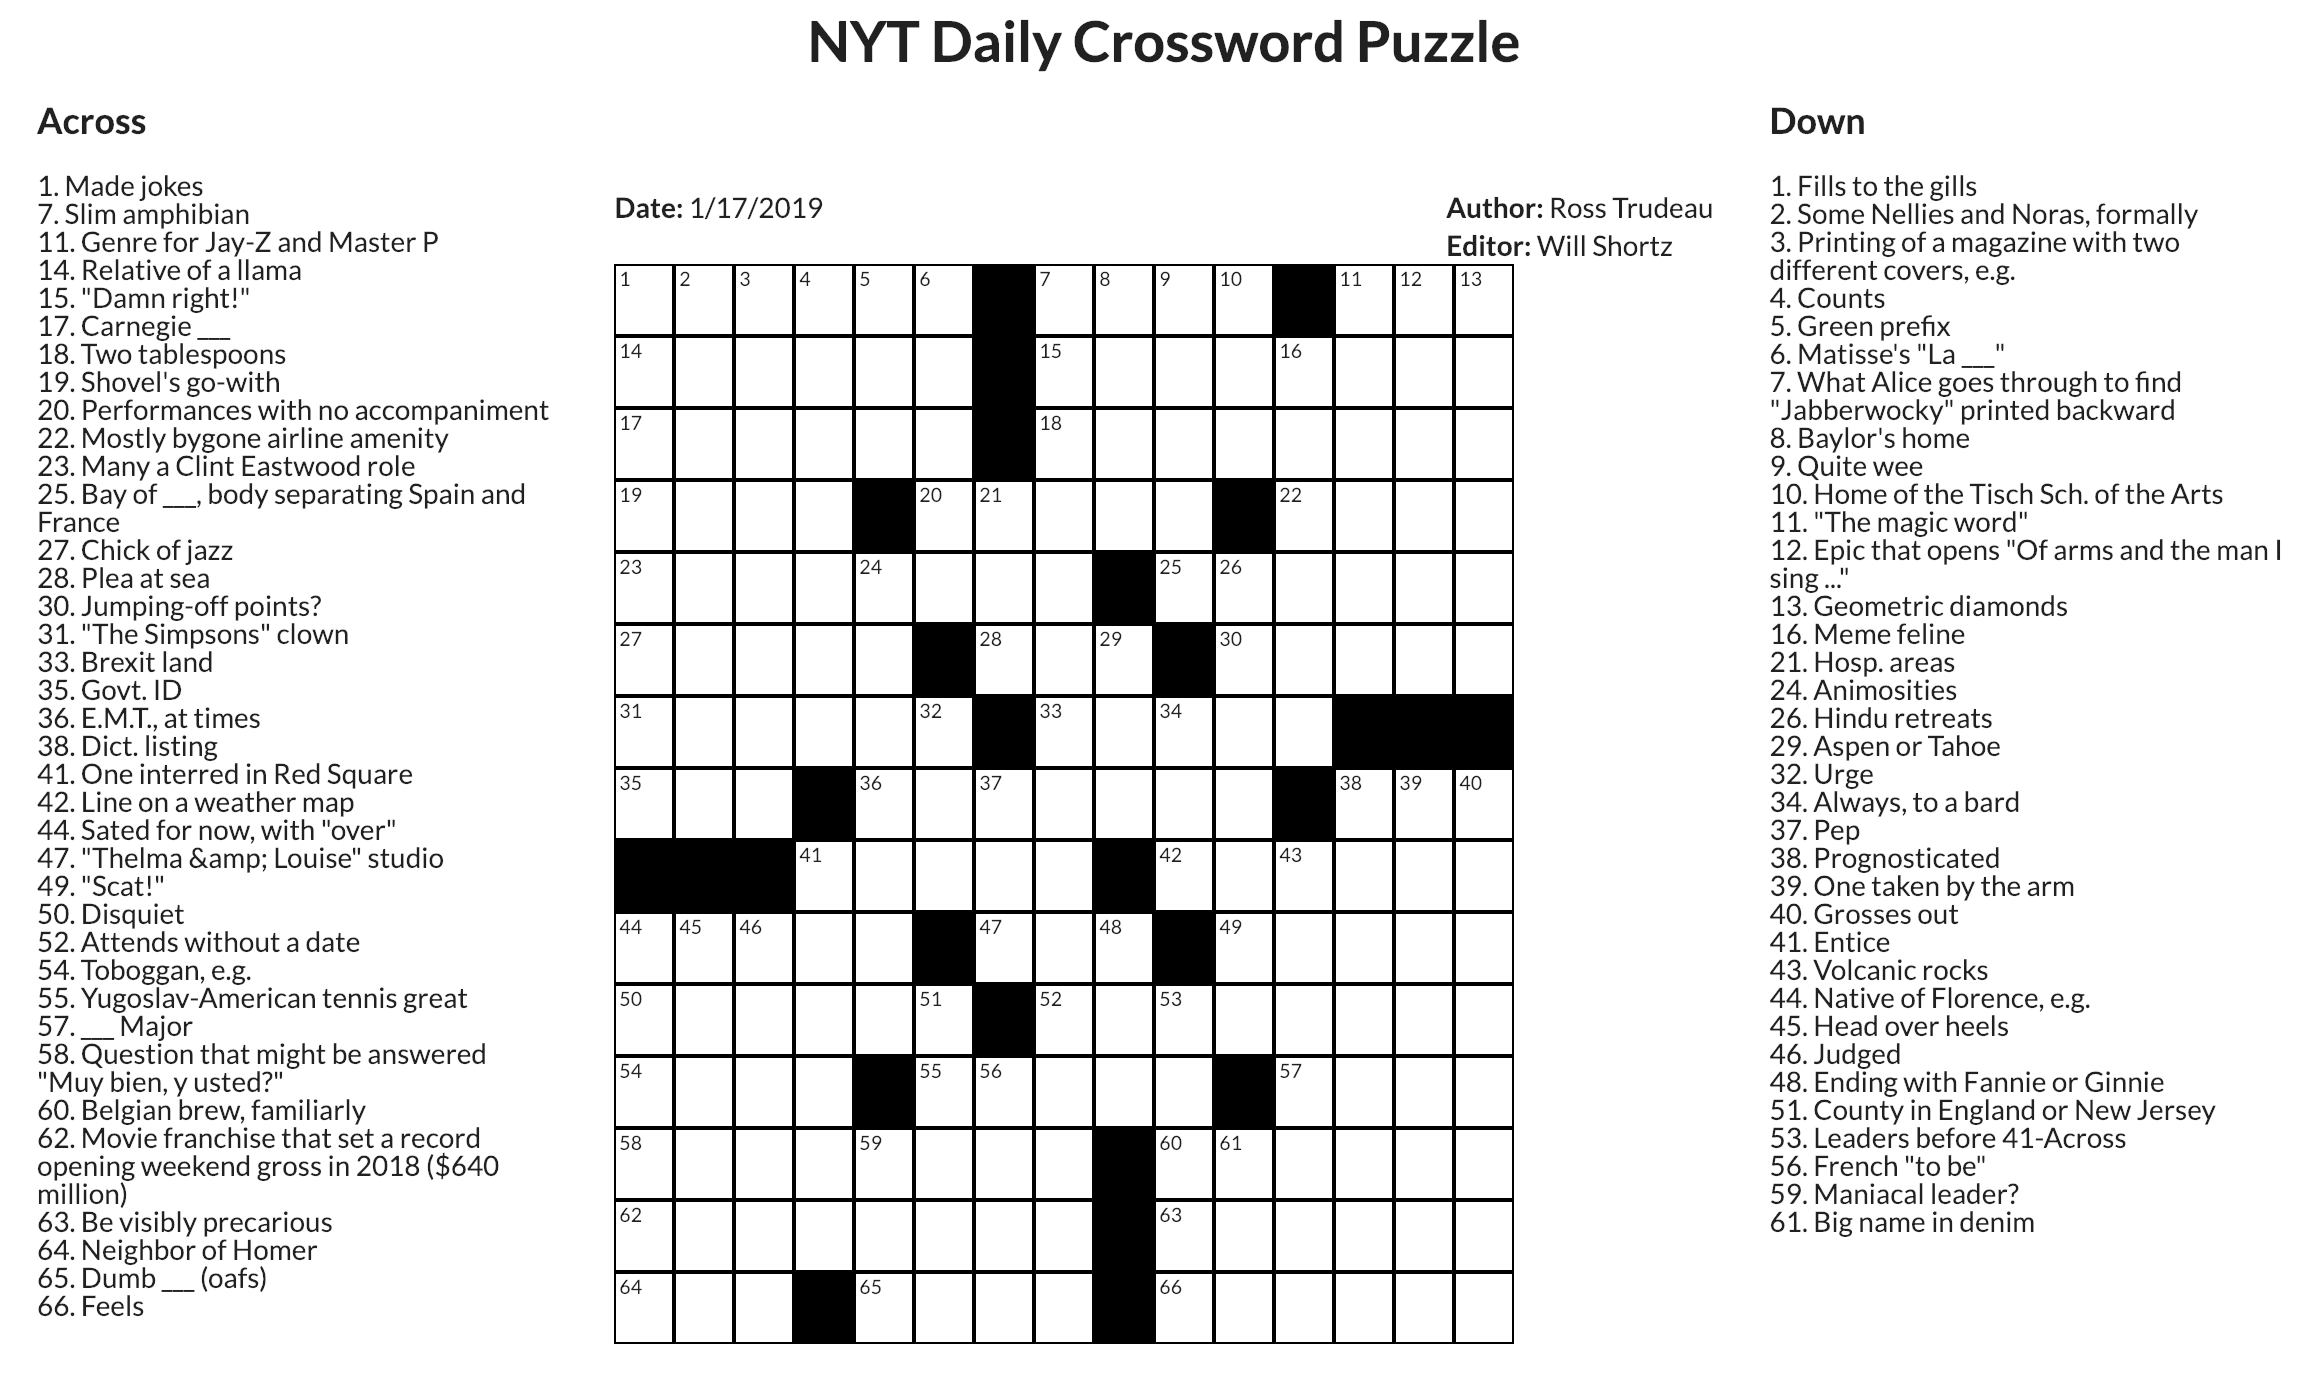 NYT Daily Crossword Puzzle
Across
1. Made jokes
7. Slim amphibian
11. Genre for Jay-Z and Master P
14. Relative of a llama
15. "Damn right!"
17. Carnegie ___
18. Two tablespoons
19. Shovel's go-with
20. Performances with no accompaniment
22. Mostly bygone airline amenity
23. Many a Clint Eastwood role
25. Bay of ___, body separating Spain and
France
27. Chick of jazz
28. Plea at sea
30. Jumping-off points?
31. "The Simpsons" clown
33. Brexit land
35. Govt. ID
36. E.M.T., at times
38. Dict. listing
41. One interred in Red Square
42. Line on a weather map
44. Sated for now, with "over"
47. "Thelma &amp; Louise" studio
49. "Scat!"
50. Disquiet
52. Attends without a date
54. Toboggan, e.g.
55. Yugoslav-American tennis great
57. ___ Major
58. Question that might be answered
"Muy bien, y usted?"
60. Belgian brew, familiarly
62. Movie franchise that set a record
opening weekend gross in 2018 ($640
million)
63. Be visibly precarious
64. Neighbor of Homer
65. Dumb ___ (oafs)
66. Feels
Date: 1/17/2019
Author: Ross Trudeau
Editor: Will Shortz
1 2 3 4 5 6 7 8 9 10 11 12 13
14 15 16
17 18
19 20 21 22
23 24 25 26
27 28 29 30
31 32 33 34
35 36 37 38 39 40
41 42 43
44 45 46 47 48 49
50 51 52 53
54 55 56 57
58 59 60 61
62 63
64 65 66
Down
1. Fills to the gills
2. Some Nellies and Noras, formally
3. Printing of a magazine with two
different covers, e.g.
4. Counts
5. Green prefix
6. Matisse's "La ___"
7. What Alice goes through to find
"Jabberwocky" printed backward
8. Baylor's home
9. Quite wee
10. Home of the Tisch Sch. of the Arts
11. "The magic word"
12. Epic that opens "Of arms and the man I
sing ..."
13. Geometric diamonds
16. Meme feline
21. Hosp. areas
24. Animosities
26. Hindu retreats
29. Aspen or Tahoe
32. Urge
34. Always, to a bard
37. Pep
38. Prognosticated
39. One taken by the arm
40. Grosses out
41. Entice
43. Volcanic rocks
44. Native of Florence, e.g.
45. Head over heels
46. Judged
48. Ending with Fannie or Ginnie
51. County in England or New Jersey
53. Leaders before 41-Across
56. French "to be"
59. Maniacal leader?
61. Big name in denim